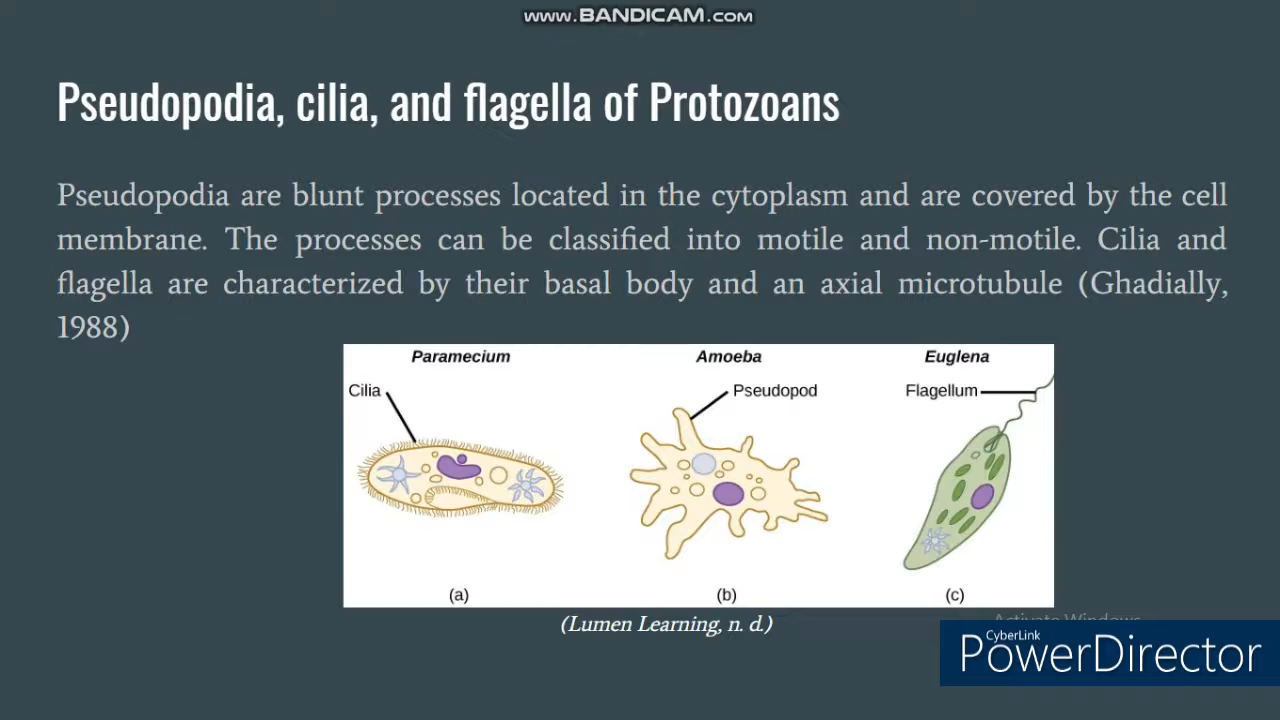 www.BANDICAM.com
Pseudopodia, cilia, and flagella of Protozoans
Pseudopodia are blunt processes located in the cytoplasm and are covered by the cell
membrane. The processes can be classified into motile and non-motile. Cilia and
flagella are characterized by their basal body and an axial microtubule (Ghadially,
1988)
Paramecium Amoeba Euglena
Cilia Pseudopod Flagellum
(a) (b) (c)
(Lumen Learning, n. d.)
Activate Windows
CyberLink
PowerDirector